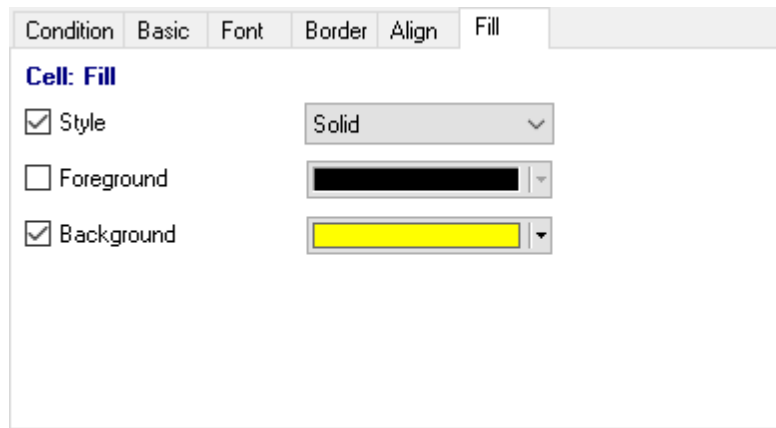 Condition Basic Font Border Align Fill
Cell: Fill
Style Solid
Foreground
Background